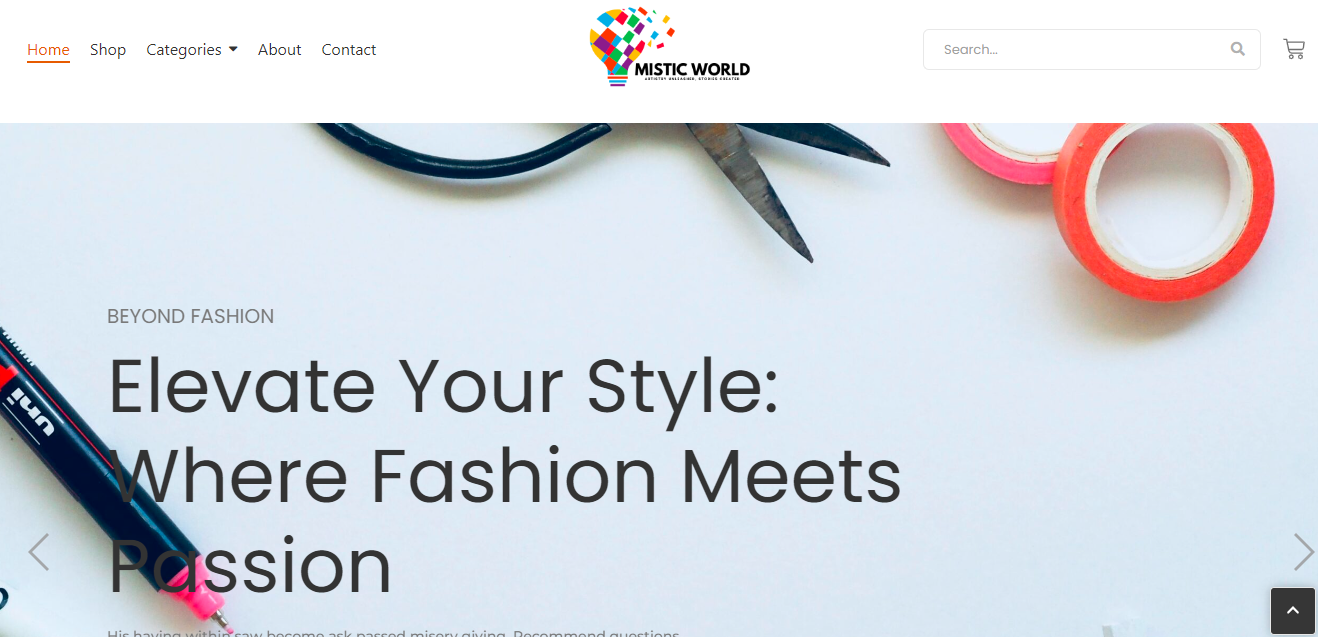 Home Shop Categories About Contact
MISTIC WORLD
ARTISTRY UNLEASHED, STORIES CREATED
Search...
BEYOND FASHION
Elevate Your Style:
Where Fashion Meets
Passion
uni
His having within saw become ask passed misery giving. Recommend questions